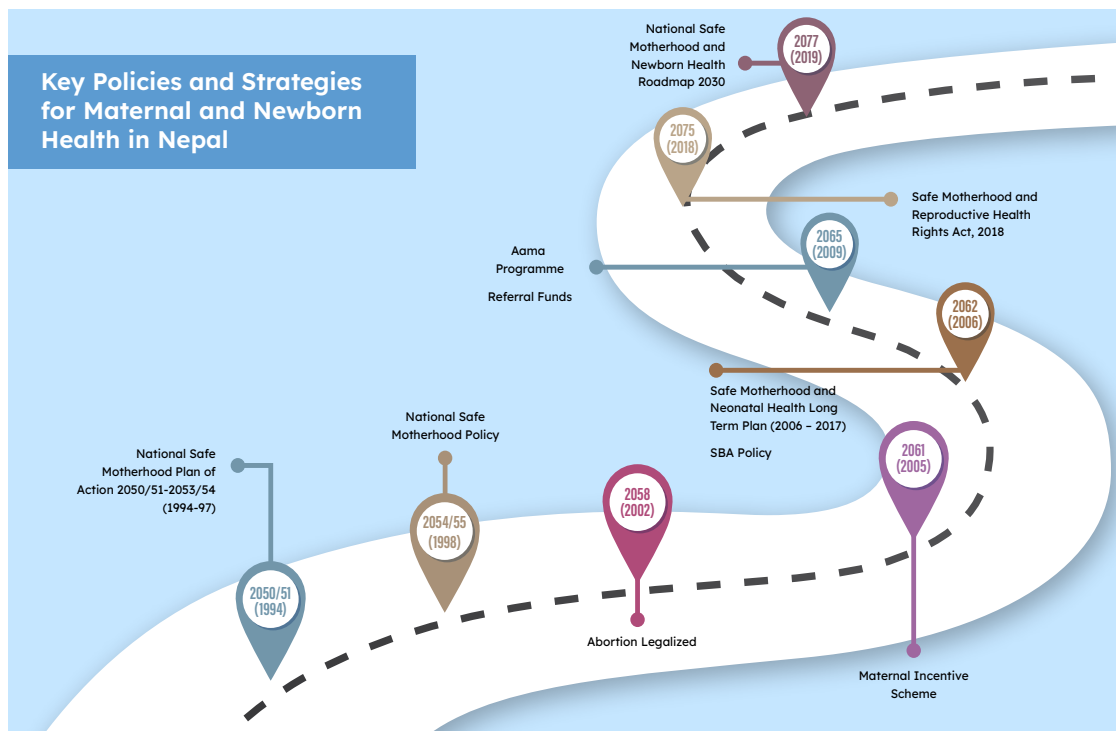 Key Policies and Strategies
for Maternal and Newborn
Health in Nepal
National Safe
Motherhood and
Newborn Health
Roadmap 2030
2077
(2019)
2075
(2018)
Safe Motherhood and
Reproductive Health
Rights Act, 2018
Aama
Programme
Referral Funds
2065
(2009)
2062
(2006)
Safe Motherhood and
Neonatal Health Long
Term Plan (2006 – 2017)
SBA Policy
2061
(2005)
Maternal Incentive
Scheme
2058
(2002)
Abortion Legalized
National Safe
Motherhood Policy
2054/55
(1998)
National Safe
Motherhood Plan of
Action 2050/51-2053/54
(1994-97)
2050/51
(1994)